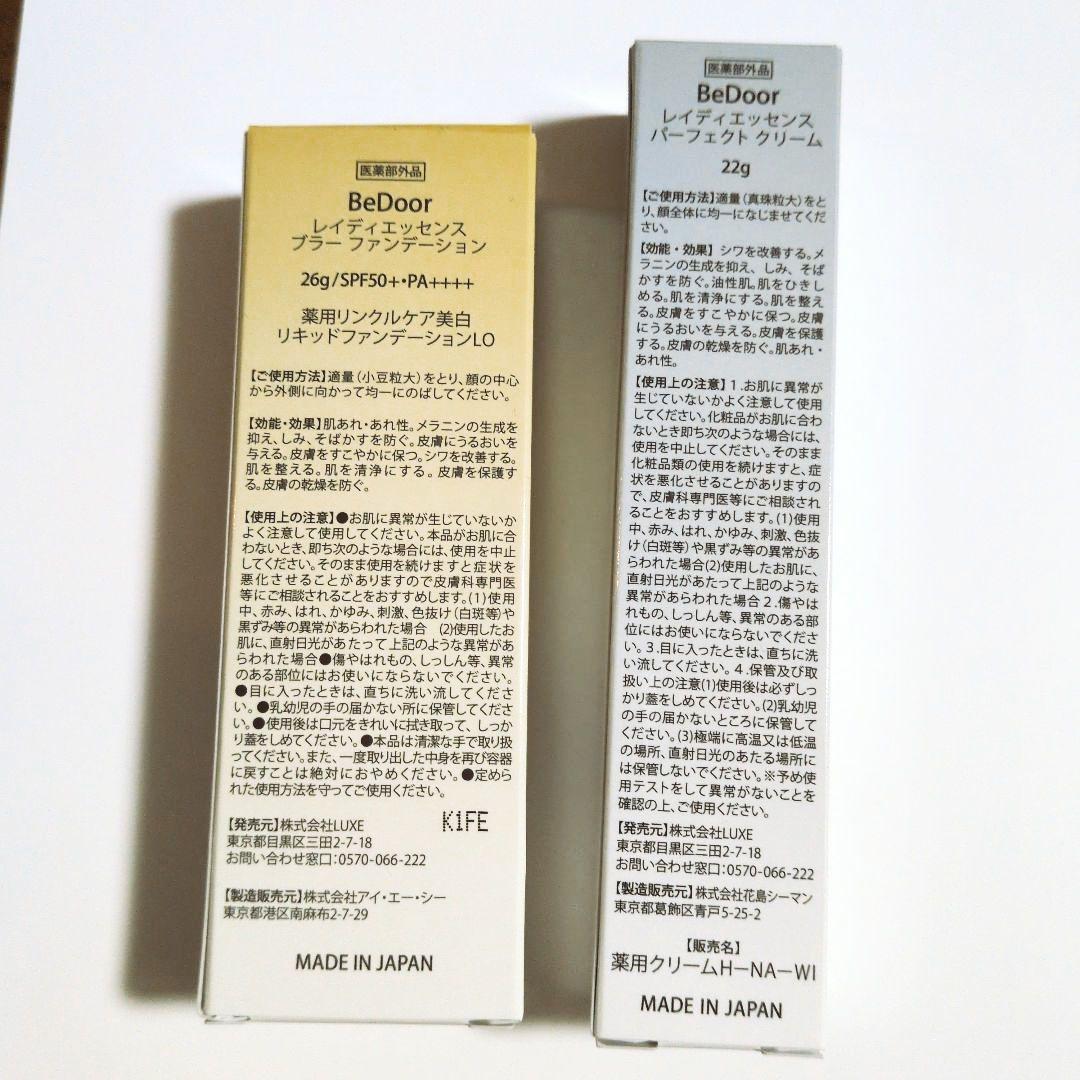 医薬部外品
BeDoor
レイディエッセンス
ブラー ファンデーション
26g/SPF50+・PA++++
薬用リンクルケア美白
リキッドファンデーションLO
【ご使用方法】適量（小豆粒大）をとり、顔の中心
から外側に向かって均一にのばしてください。
【効能・効果】肌あれ・あれ性。メラニンの生成を
抑え、しみ、そばかすを防ぐ。皮膚にうるおいを
与える。皮膚をすこやかに保つ。シワを改善する。
肌を整える。肌を清浄にする。皮膚を保護す
る。皮膚の乾燥を防ぐ。
【使用上の注意】●お肌に異常が生じていないか
よく注意して使用してください。本品がお肌に合
わないとき、即ち次のような場合には、使用を中止
してください。そのまま使用を続けますと症状を
悪化させることがありますので皮膚科専門医
等にご相談されることをおすすめします。(1)使用
中、赤み、はれ、かゆみ、刺激、色抜け（白斑等）や
黒ずみ等の異常があらわれた場合 (2)使用したお
肌に、直射日光があたって上記のような異常があ
らわれた場合●傷やはれもの、しっしん等、異常
のある部位にはお使いにならないでください。
●目に入ったときは、直ちに洗い流してくださ
い。●乳幼児の手の届かない所に保管してくださ
い。●使用後は口元をきれいに拭き取って、しっか
り蓋をしめてください。●本品は清潔な手で取り扱
ってください。また、一度取り出した中身を再び容器
に戻すことは絶対におやめください。●定めら
れた使用方法を守ってご使用ください。
K1FE
【発売元】株式会社LUXE
東京都目黒区三田2-7-18
お問い合わせ窓口：0570-066-222
【製造販売元】株式会社アイ・エー・シー
東京都港区南麻布2-7-29
MADE IN JAPAN
医薬部外品
BeDoor
レイディエッセンス
パーフェクト クリーム
22g
【ご使用方法】適量（真珠粒大）をと
り、顔全体に均一になじませてくだ
さい。
【効能・効果】 シワを改善する。メ
ラニンの生成を抑え、しみ、そば
かすを防ぐ。油性肌。肌をひきし
める。肌を清浄にする。肌を整え
る。皮膚をすこやかに保つ。皮膚
にうるおいを与える。皮膚を保護
する。皮膚の乾燥を防ぐ。肌あれ・
あれ性。
【使用上の注意】１.お肌に異常が
生じていないかよく注意して使用
してください。化粧品がお肌に合わ
ないとき即ち次のような場合には、
使用を中止してください。そのまま
化粧品類の使用を続けますと、症
状を悪化させることがありますの
で、皮膚科専門医等にご相談され
ることをおすすめします。(1)使用
中、赤み、はれ、かゆみ、刺激、色抜
け（白斑等）や黒ずみ等の異常があ
らわれた場合(2)使用したお肌に、
直射日光があたって上記のような
異常があらわれた場合２.傷やは
れもの、しっしん等、異常のある部
位にはお使いにならないでくださ
い。３.目に入ったときは、直ちに洗
い流してください。４.保管及び取
扱い上の注意(1)使用後は必ずしっ
かり蓋をしめてください。(2)乳幼児
の手の届かないところに保管して
ください。(3)極端に高温又は低温
の場所、直射日光のあたる場所に
は保管しないでください。※予め使
用テストをして異常がないことを
確認の上、ご使用ください。
【発売元】株式会社LUXE
東京都目黒区三田2-7-18
お問い合わせ窓口：0570-066-222
【製造販売元】株式会社花島シーマン
東京都葛飾区青戸5-25-2
【販売名】
薬用クリームH－NA－WI
MADE IN JAPAN